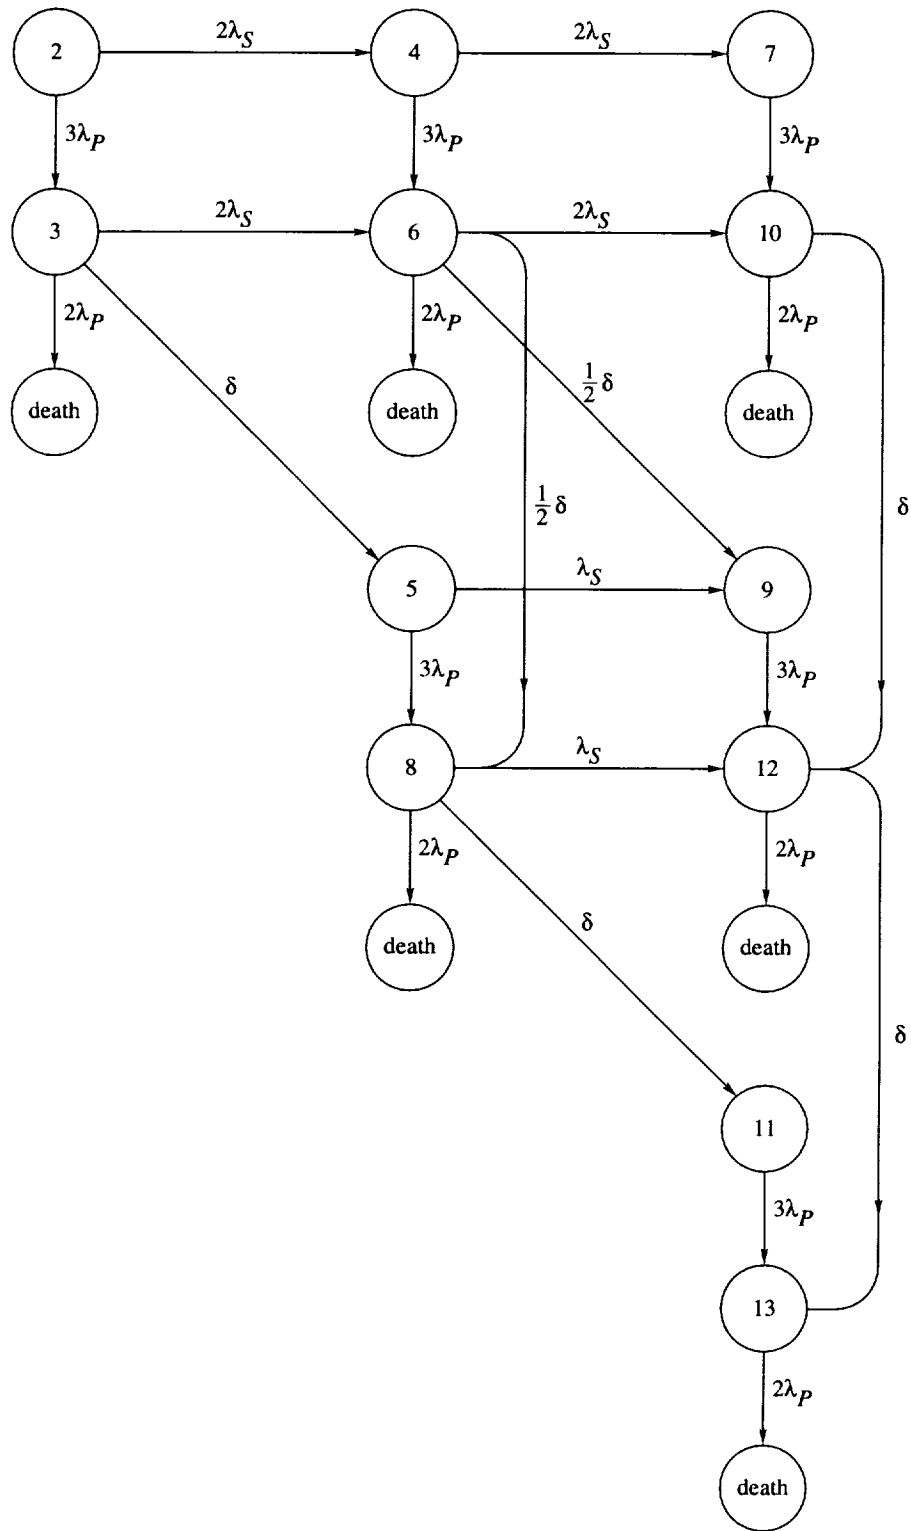 2 2λS 4 2λS 7
3λP 3λP 3λP
3 2λS 6 2λS 10
2λP 2λP 2λP
death δ death 1/2 δ death
1/2 δ δ
5 λS 9
3λP 3λP
8 λS 12
2λP 2λP
death δ death
δ
11
3λP
13
2λP
death